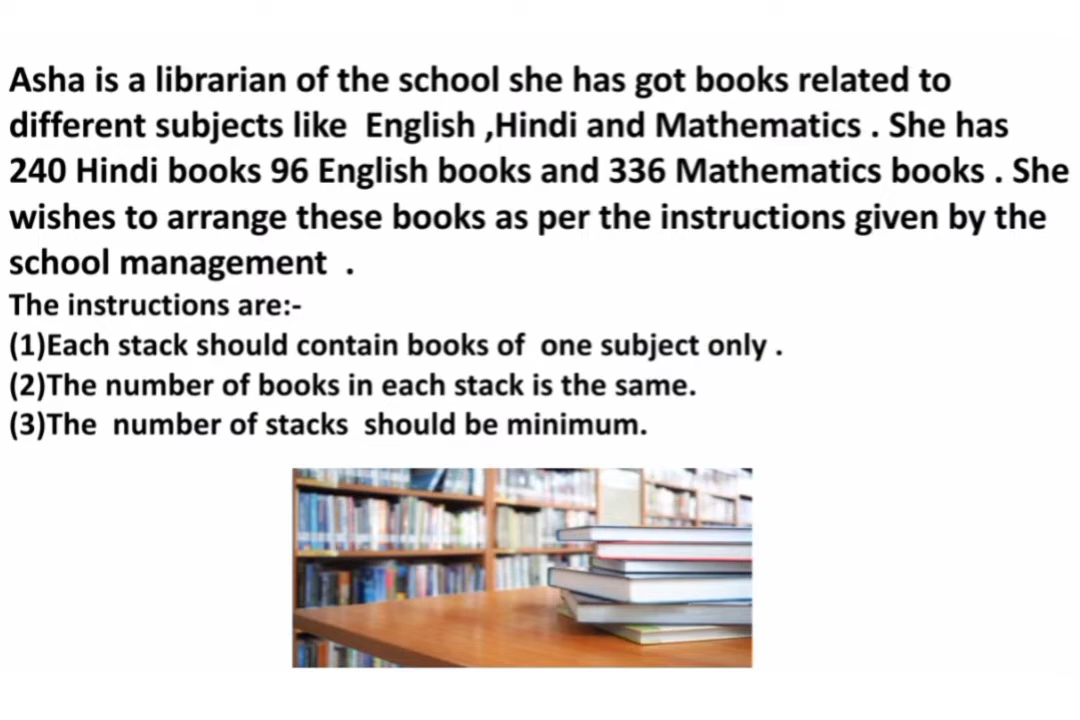 Asha is a librarian of the school she has got books related to
different subjects like English ,Hindi and Mathematics . She has
240 Hindi books 96 English books and 336 Mathematics books . She
wishes to arrange these books as per the instructions given by the
school management .
The instructions are:-
(1)Each stack should contain books of one subject only .
(2)The number of books in each stack is the same.
(3)The number of stacks should be minimum.